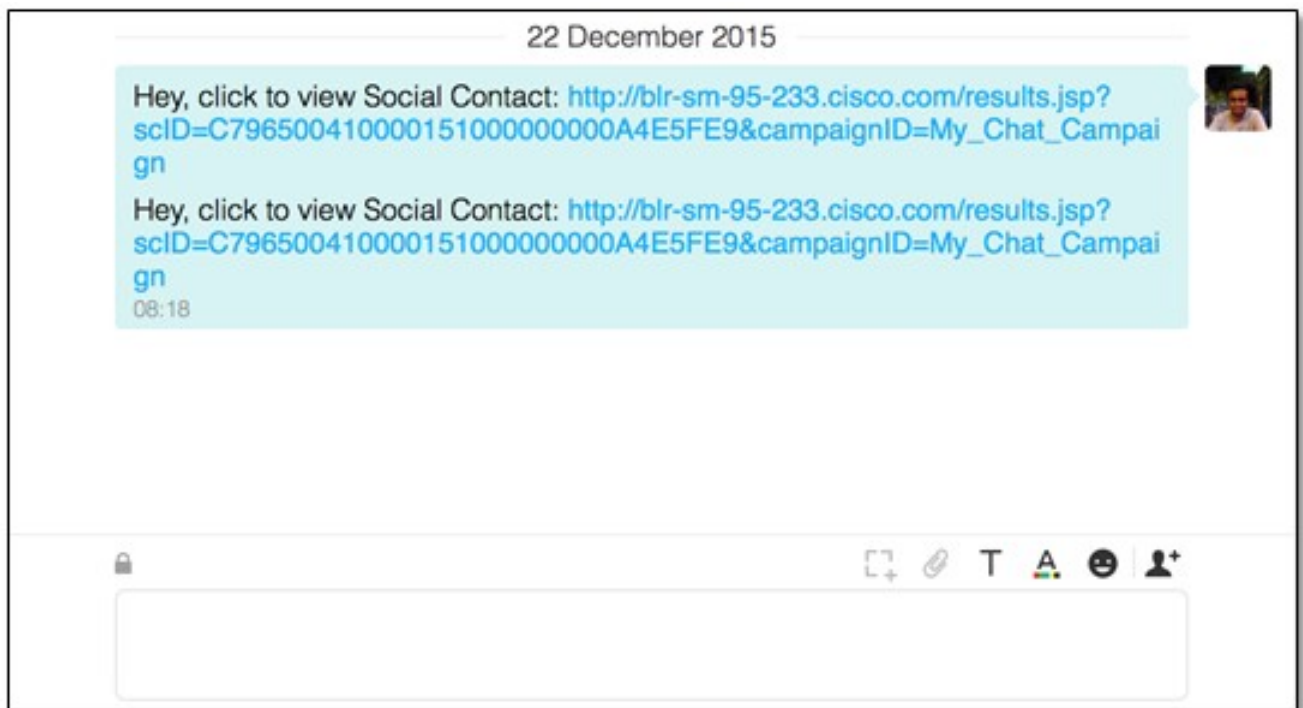 22 December 2015
Hey, click to view Social Contact: http://blr-sm-95-233.cisco.com/results.jsp?
scID=C7965004100001510000000000A4E5FE9&campaignID=My_Chat_Campai
gn
Hey, click to view Social Contact: http://blr-sm-95-233.cisco.com/results.jsp?
scID=C7965004100001510000000000A4E5FE9&campaignID=My_Chat_Campai
gn
08:18